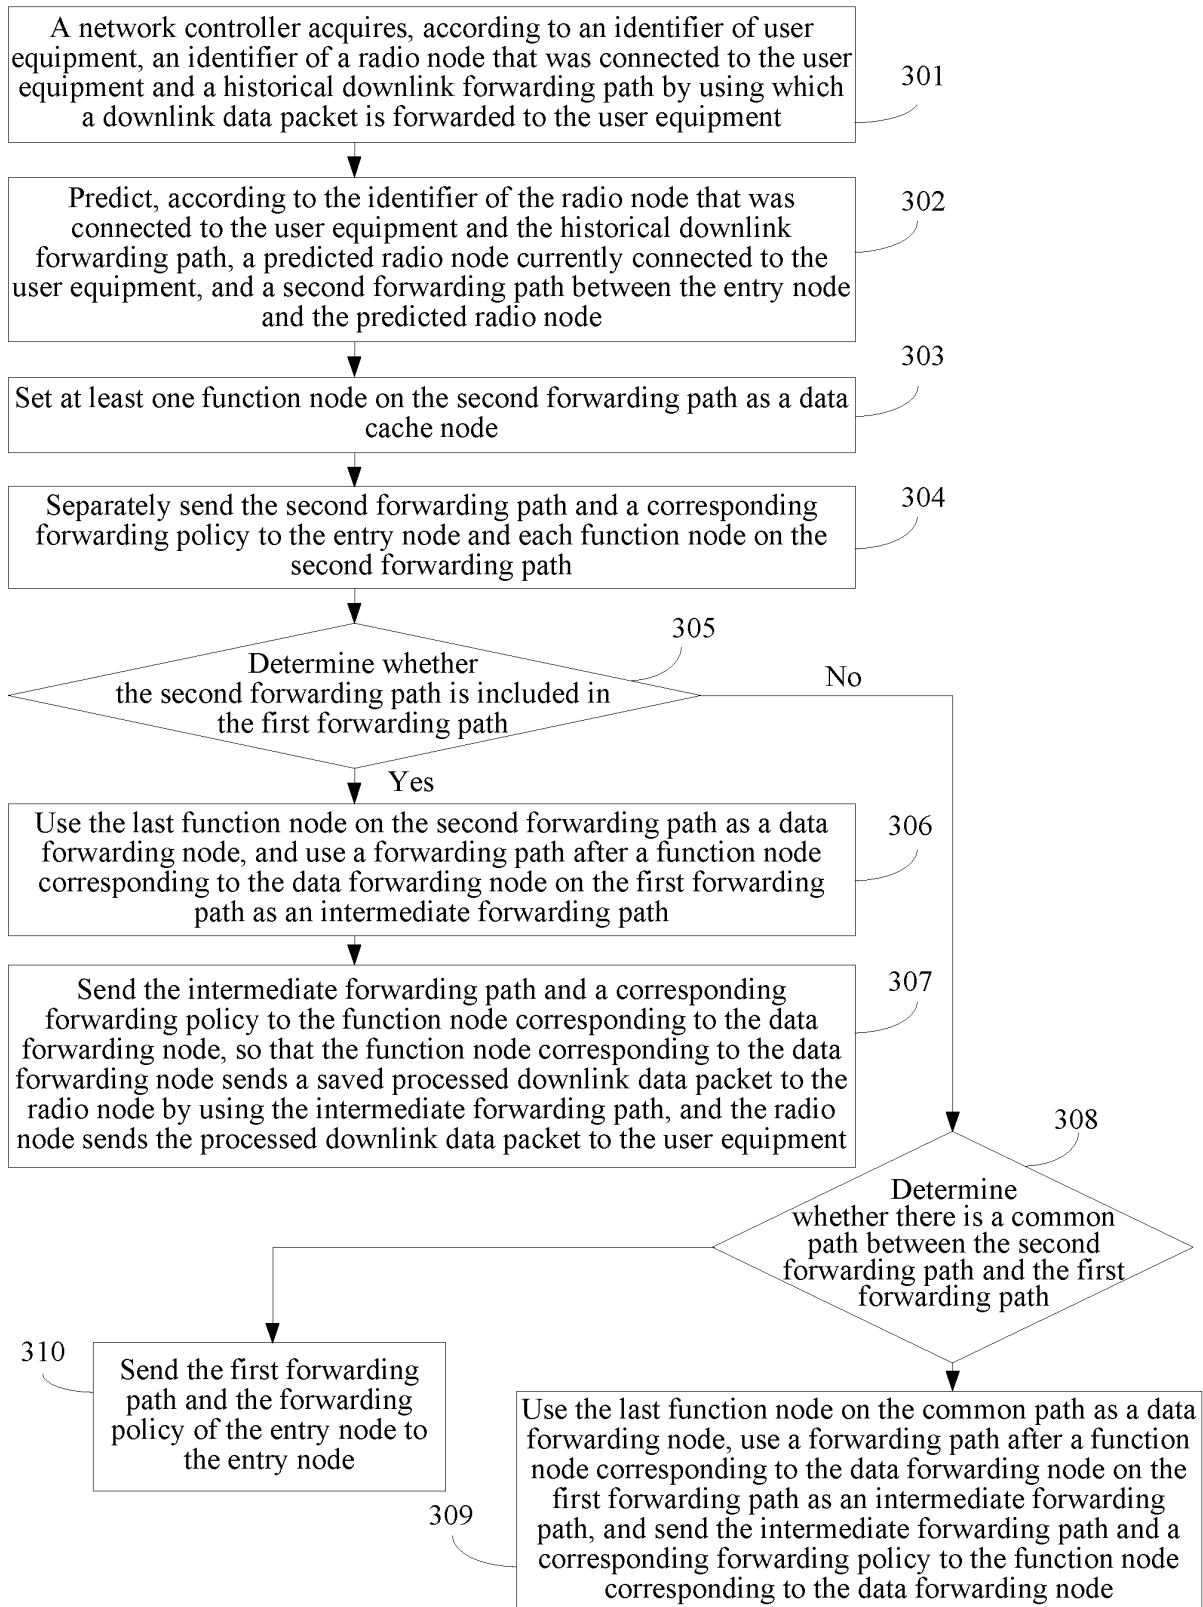 A network controller acquires, according to an identifier of user
equipment, an identifier of a radio node that was connected to the user
equipment and a historical downlink forwarding path by using which
a downlink data packet is forwarded to the user equipment
301
Predict, according to the identifier of the radio node that was
connected to the user equipment and the historical downlink
forwarding path, a predicted radio node currently connected to the
user equipment, and a second forwarding path between the entry node
and the predicted radio node
302
Set at least one function node on the second forwarding path as a data
cache node
303
Separately send the second forwarding path and a corresponding
forwarding policy to the entry node and each function node on the
second forwarding path
304
Determine whether
the second forwarding path is included in
the first forwarding path
305
No
Yes
Use the last function node on the second forwarding path as a data
forwarding node, and use a forwarding path after a function node
corresponding to the data forwarding node on the first forwarding
path as an intermediate forwarding path
306
Send the intermediate forwarding path and a corresponding
forwarding policy to the function node corresponding to the data
forwarding node, so that the function node corresponding to the data
forwarding node sends a saved processed downlink data packet to the
radio node by using the intermediate forwarding path, and the radio
node sends the processed downlink data packet to the user equipment
307
308
Determine
whether there is a common
path between the second
forwarding path and the first
forwarding path
310
Send the first forwarding
path and the forwarding
policy of the entry node to
the entry node
Use the last function node on the common path as a data
forwarding node, use a forwarding path after a function
node corresponding to the data forwarding node on the
first forwarding path as an intermediate forwarding
path, and send the intermediate forwarding path and a
corresponding forwarding policy to the function node
corresponding to the data forwarding node
309